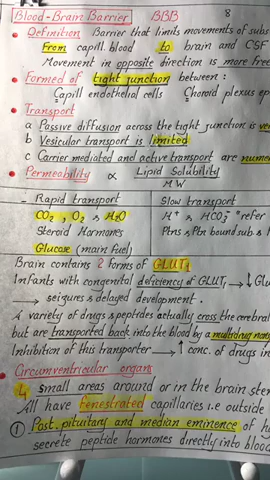 Blood-Brain Barrier BBB 8
• Definition Barrier that limits movements of subs
From capill. blood to brain and CSF
Movement in opposite direction is more free
• Formed of tight junction between:
Capill endothelial cells Choroid plexus ep
• Transport
a Passive diffusion across the tight junction is ve
b Vesicular transport is limited
c Carrier mediated and active transport are nume
• Permeability ∝ Lipid Solubility
MW
- Rapid transport Slow transport
CO2, O2 & H2O H+ & HCO3- "refer
Steroid Hormones
Glucose (main fuel) Ptns & Ptn bound sub. s H
Brain contains 2 forms of GLUT1
Infants with congenital deficiency of GLUT1 → ↓ Glu
→ seizures & delayed development.
A variety of drugs & peptides actually cross the cerebral
but are transported back into the blood by a multidrug non
Inhibition of this transporter → ↑ conc. of drugs in
• Circumventricular organs
4 small areas around or in the brain ste
All have fenestrated capillaries i.e outside
① Post. pituitary and median eminence of h
secrete peptide hormones directly into blood